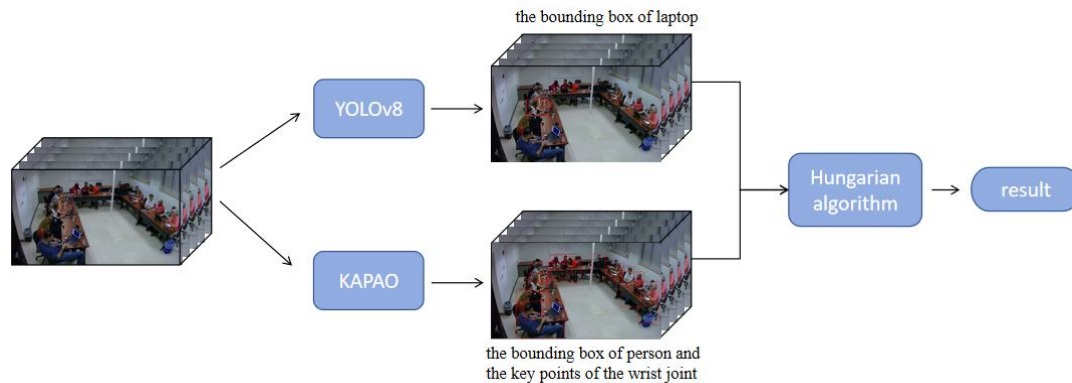 the bounding box of laptop
YOLOv8
KAPAO
Hungarian
algorithm
result
the bounding box of person and
the key points of the wrist joint